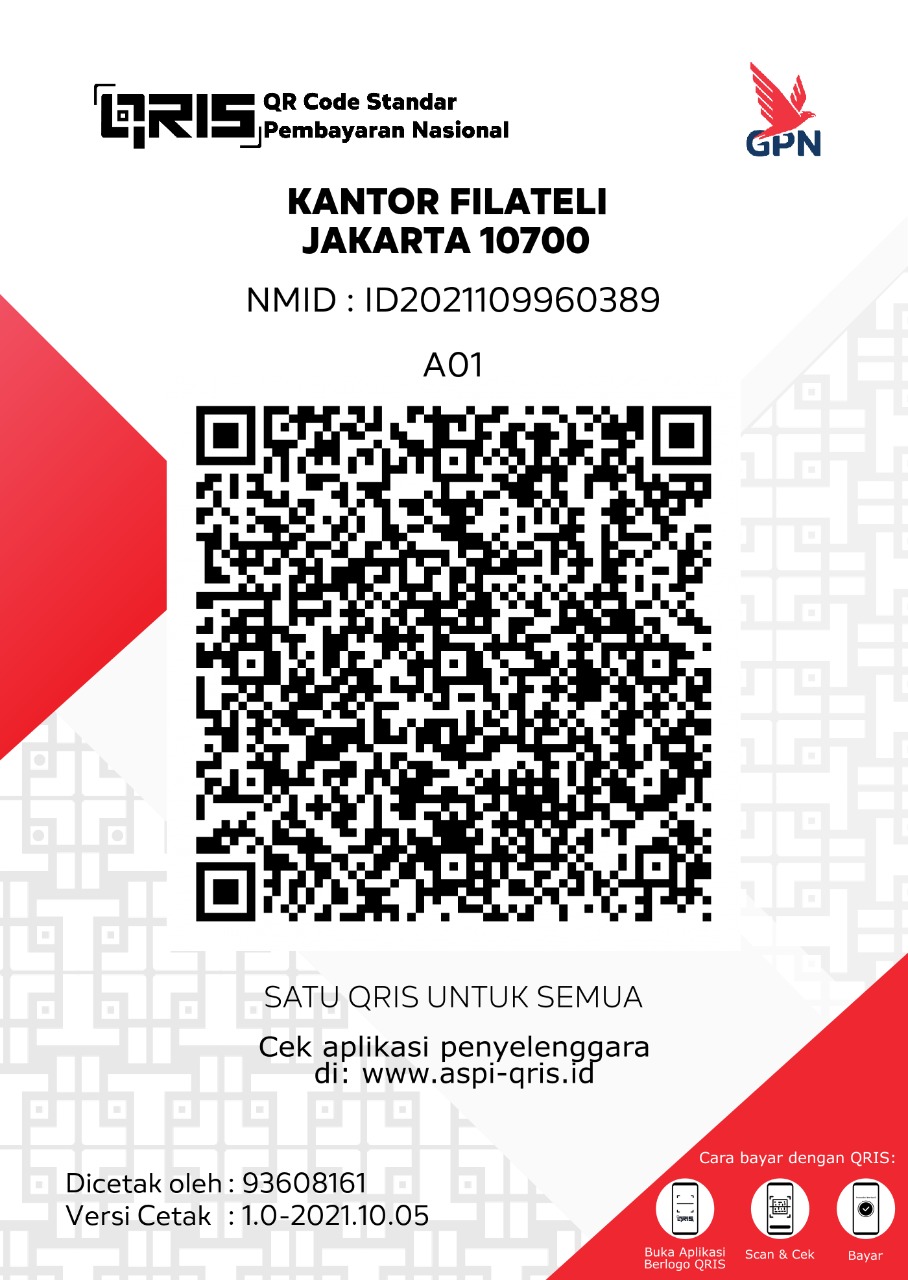 QRIS
QR Code Standar
Pembayaran Nasional
GPN
KANTOR FILATELI
JAKARTA 10700
NMID : ID2021109960389
A01
SATU QRIS UNTUK SEMUA
Cek aplikasi penyelenggara
di: www.aspi-qris.id
Dicetak oleh : 93608161
Versi Cetak : 1.0-2021.10.05
Cara bayar dengan QRIS:
QRIS
Buka Aplikasi
Berlogo QRIS
Scan & Cek
Bayar